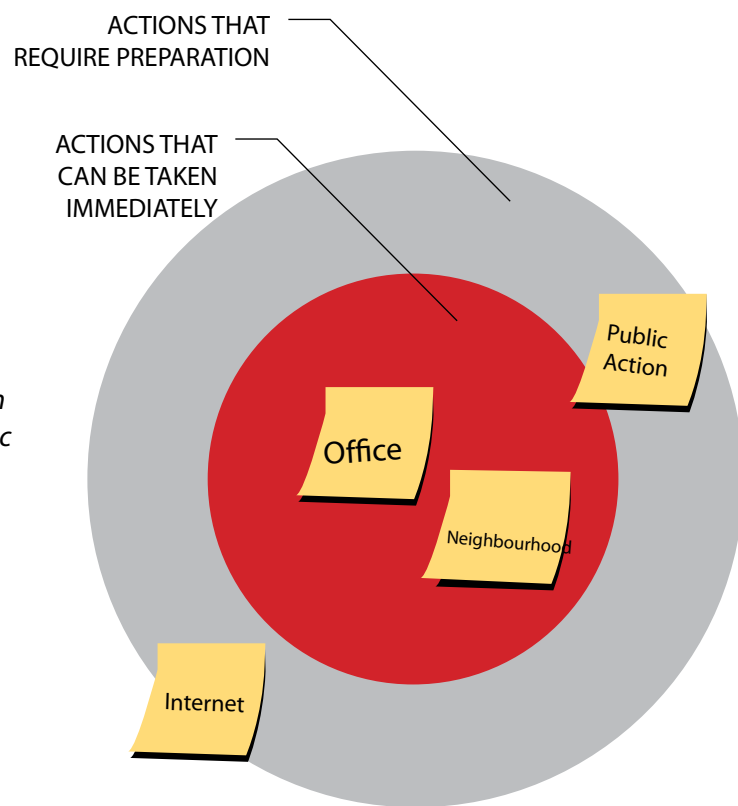 ACTIONS THAT
REQUIRE PREPARATION
ACTIONS THAT
CAN BE TAKEN
IMMEDIATELY
Public
Action
Office
Neighbourhood
Internet